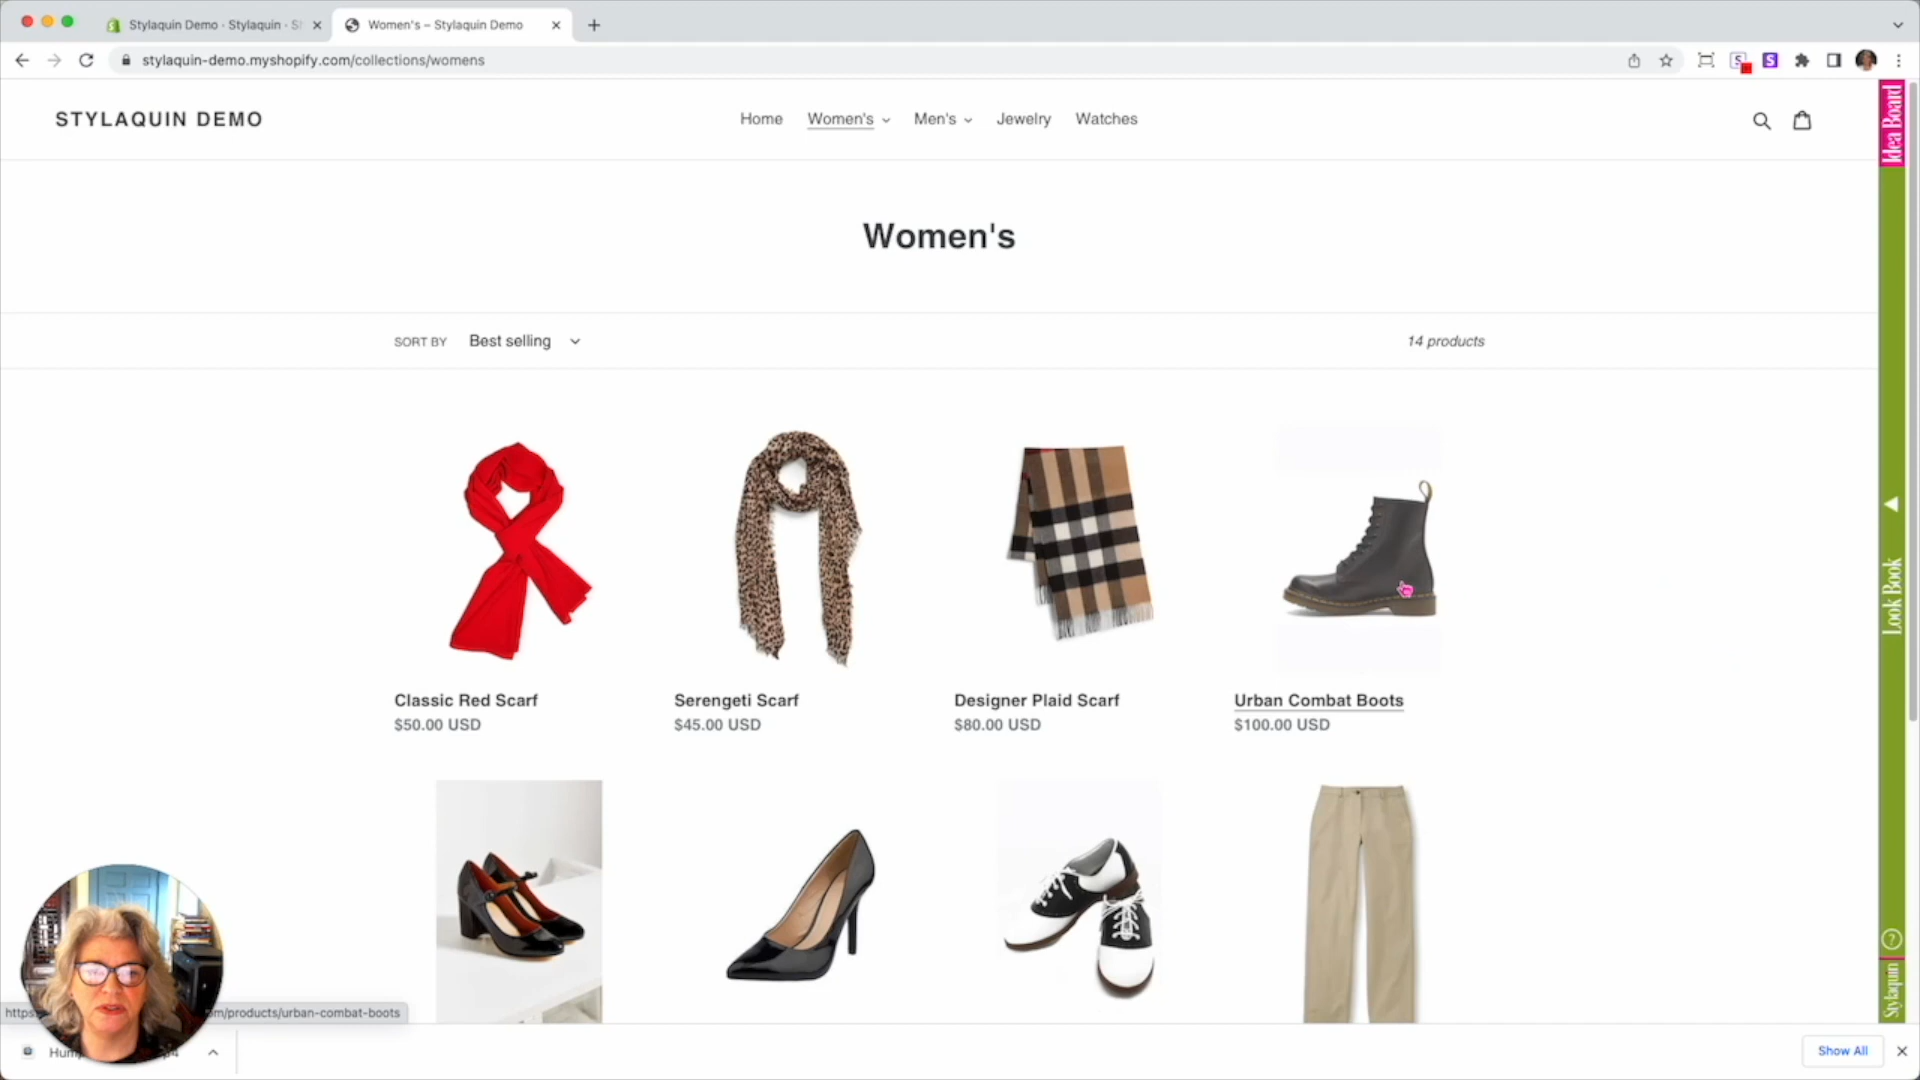 Stylaquin Demo · Stylaquin · S
Women's – Stylaquin Demo
stylaquin-demo.myshopify.com/collections/womens
STYLAQUIN DEMO
Home
Women's
Men's
Jewelry
Watches
Idea Board
Women's
SORT BY
Best selling
14 products
Look Book
Classic Red Scarf
$50.00 USD
Serengeti Scarf
$45.00 USD
Designer Plaid Scarf
$80.00 USD
Urban Combat Boots
$100.00 USD
?
Stylaquin
https
m/products/urban-combat-boots
Show All